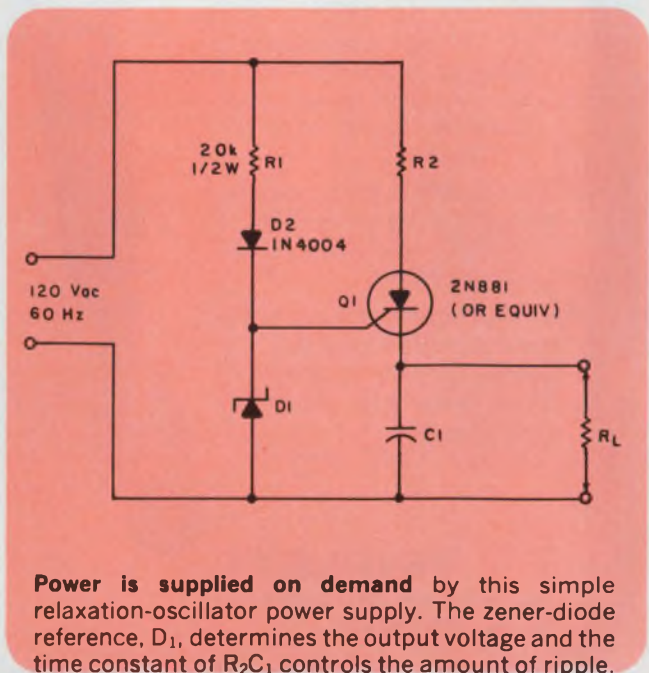 20k
1/2W R1
R2
D2
1N4004
120 Vac
60 Hz
Q1
2N881
(OR EQUIV)
D1
C1
RL
Power is supplied on demand by this simple
relaxation-oscillator power supply. The zener-diode
reference, D₁, determines the output voltage and the
time constant of R₂C₁ controls the amount of ripple.